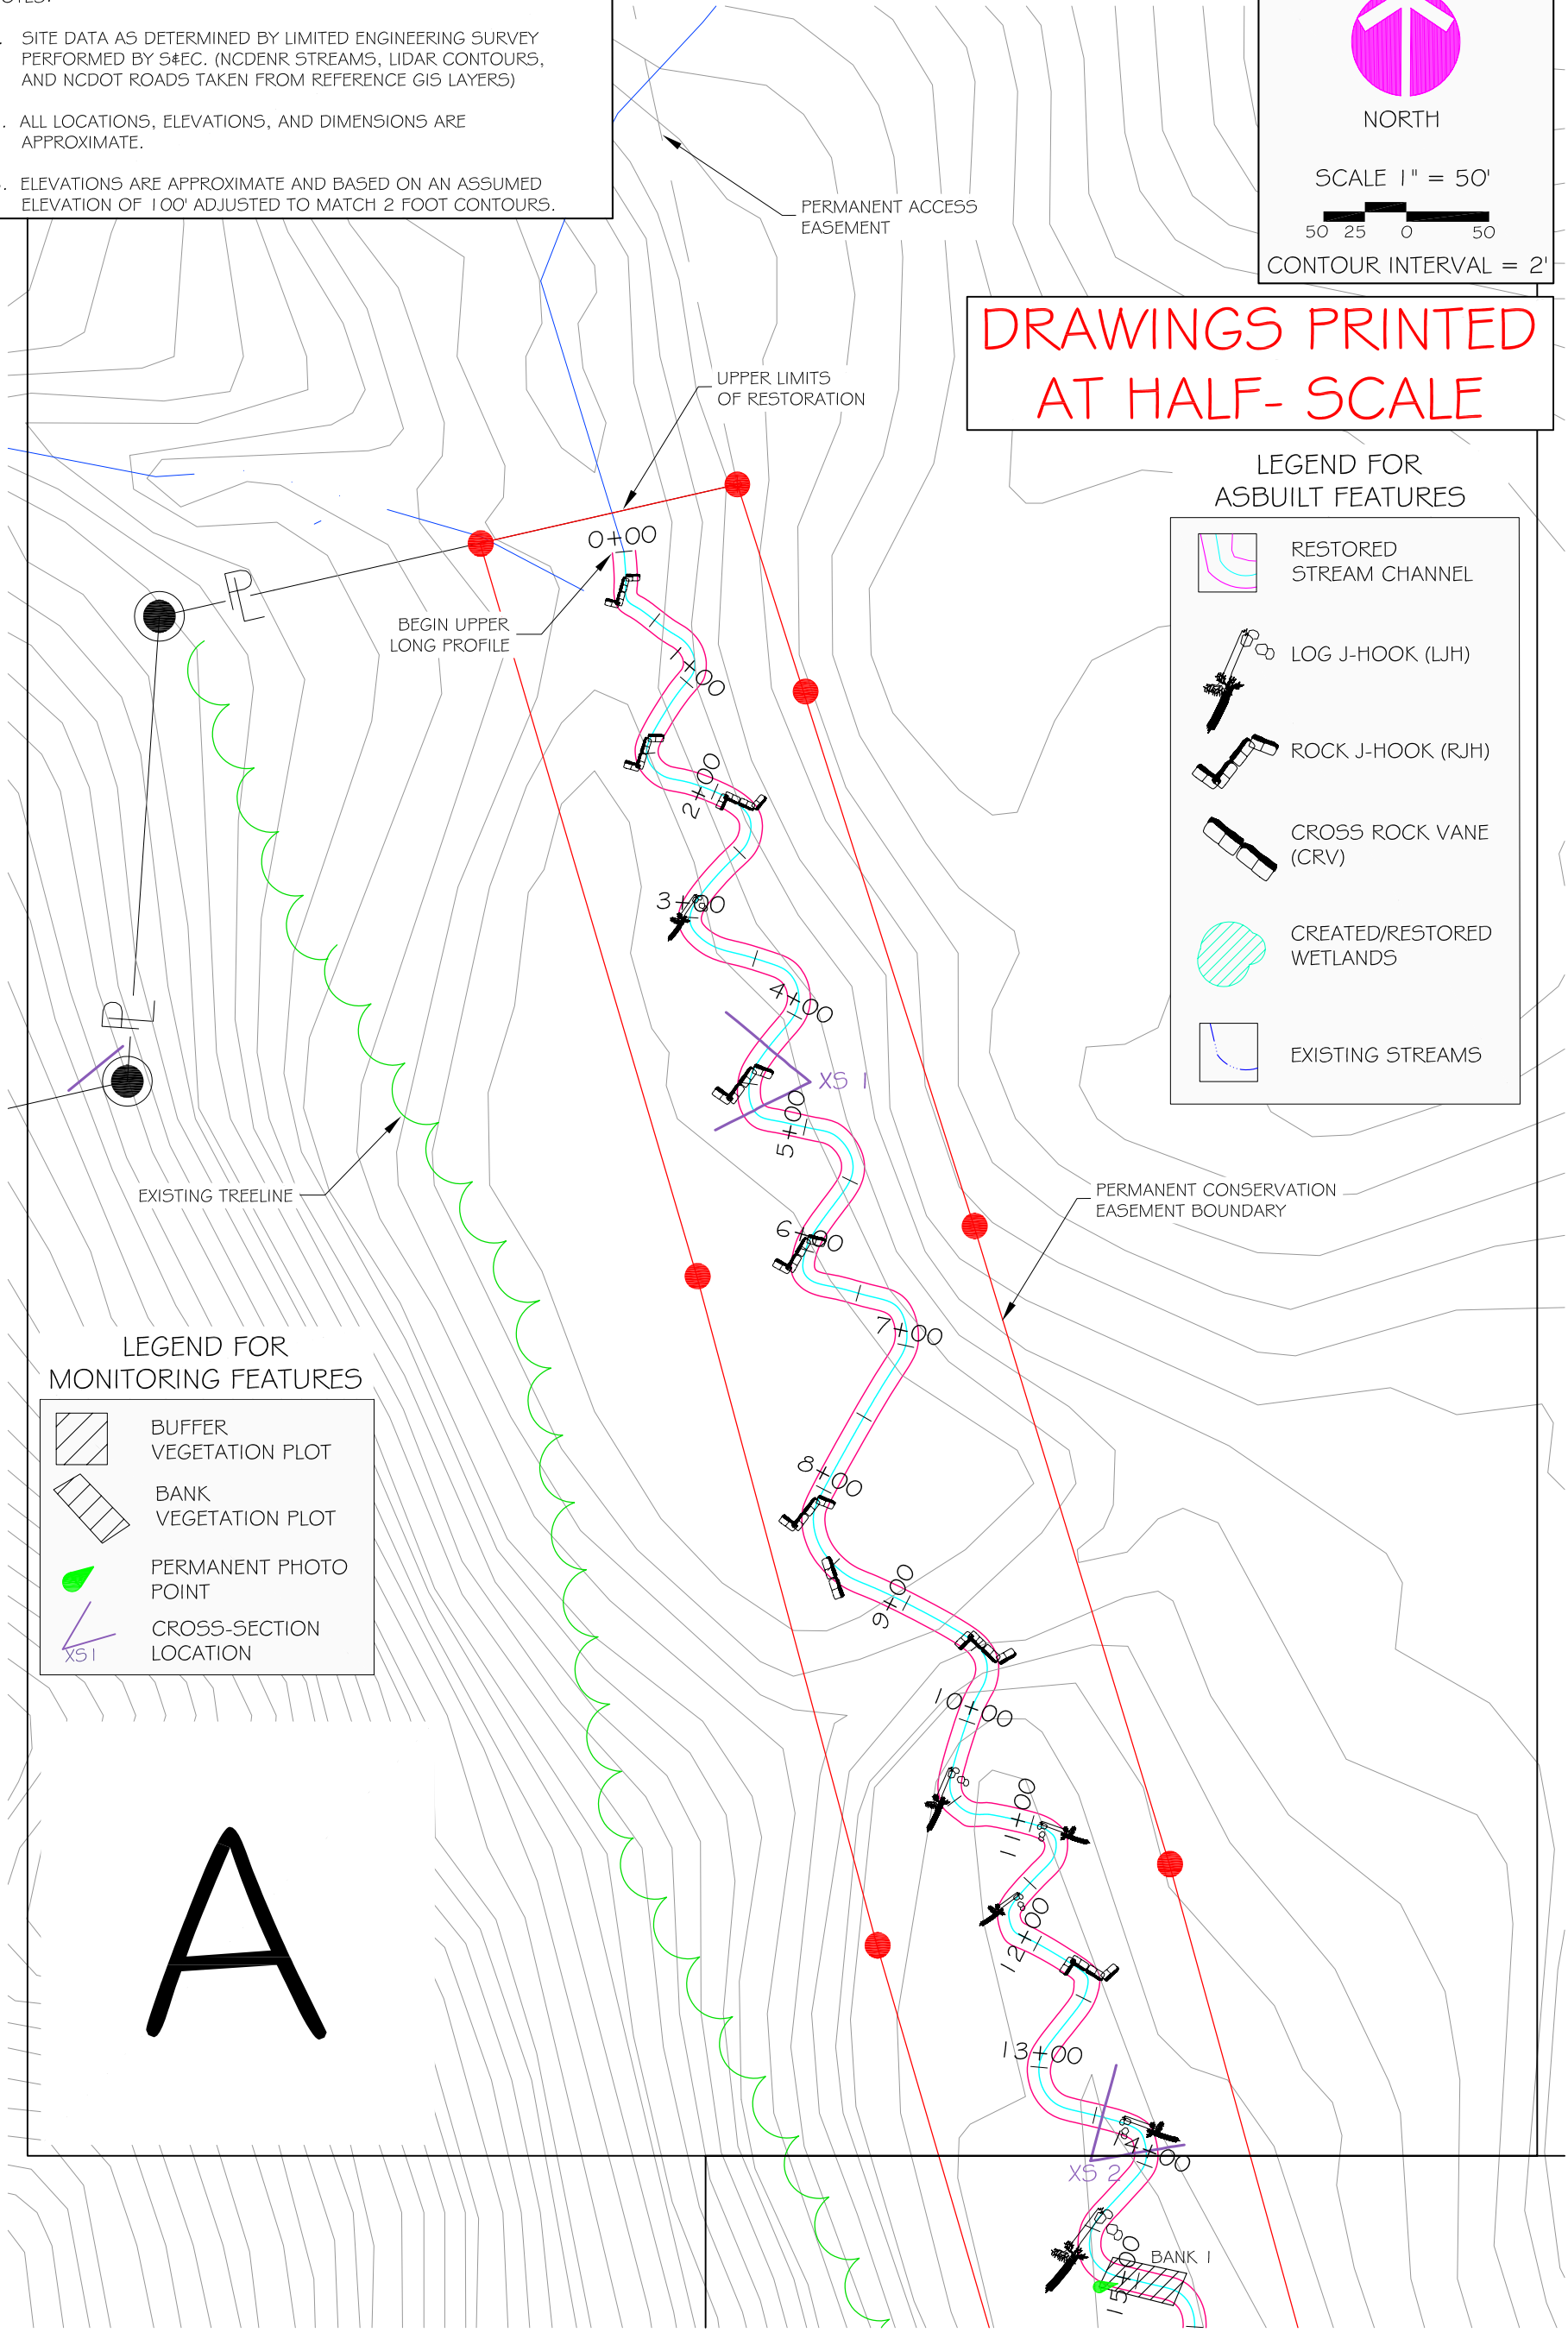 SITE DATA AS DETERMINED BY LIMITED ENGINEERING SURVEY
PERFORMED BY S&EC. (NCDENR STREAMS, LIDAR CONTOURS,
AND NCDOT ROADS TAKEN FROM REFERENCE GIS LAYERS)
ALL LOCATIONS, ELEVATIONS, AND DIMENSIONS ARE
APPROXIMATE.
ELEVATIONS ARE APPROXIMATE AND BASED ON AN ASSUMED
ELEVATION OF 100' ADJUSTED TO MATCH 2 FOOT CONTOURS.
NORTH
SCALE 1" = 50'
50 25 0 50
CONTOUR INTERVAL = 2'
DRAWINGS PRINTED
AT HALF- SCALE
PERMANENT ACCESS
EASEMENT
UPPER LIMITS
OF RESTORATION
LEGEND FOR
ASBUILT FEATURES
RESTORED
STREAM CHANNEL
LOG J-HOOK (LJH)
ROCK J-HOOK (RJH)
CROSS ROCK VANE
(CRV)
CREATED/RESTORED
WETLANDS
EXISTING STREAMS
BEGIN UPPER
LONG PROFILE
PL
PL
0+00
1+00
2+00
3+00
4+00
XS 1
5+00
EXISTING TREELINE
PERMANENT CONSERVATION
EASEMENT BOUNDARY
6+00
7+00
8+00
9+00
10+00
11+00
12+00
13+00
14+00
XS 2
15+00
BANK 1
LEGEND FOR
MONITORING FEATURES
BUFFER
VEGETATION PLOT
BANK
VEGETATION PLOT
PERMANENT PHOTO
POINT
CROSS-SECTION
LOCATION
XS1
A